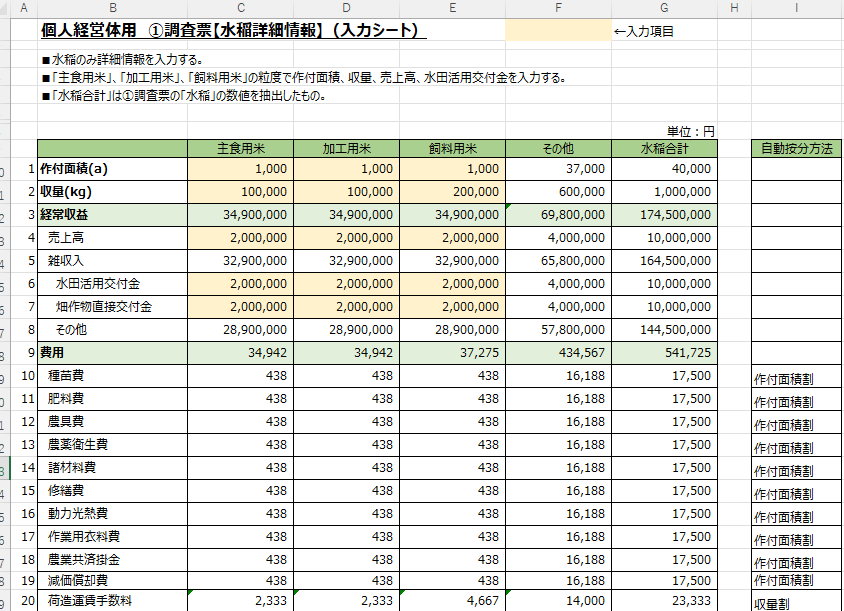 A B C D E F G H I
個人経営体用 ①調査票【水稲詳細情報】（入力シート） ←入力項目
■水稲のみ詳細情報を入力する。
■「主食用米」、「加工用米」、「飼料用米」の粒度で作付面積、収量、売上高、水田活用交付金を入力する。
■「水稲合計」は①調査票の「水稲」の数値を抽出したもの。
単位：円
主食用米 加工用米 飼料用米 その他 水稲合計 自動按分方法
1 作付面積(a) 1,000 1,000 1,000 37,000 40,000
2 収量(kg) 100,000 100,000 200,000 600,000 1,000,000
3 経常収益 34,900,000 34,900,000 34,900,000 69,800,000 174,500,000
4 売上高 2,000,000 2,000,000 2,000,000 4,000,000 10,000,000
5 雑収入 32,900,000 32,900,000 32,900,000 65,800,000 164,500,000
6 水田活用交付金 2,000,000 2,000,000 2,000,000 4,000,000 10,000,000
7 畑作物直接交付金 2,000,000 2,000,000 2,000,000 4,000,000 10,000,000
8 その他 28,900,000 28,900,000 28,900,000 57,800,000 144,500,000
9 費用 34,942 34,942 37,275 434,567 541,725
10 種苗費 438 438 438 16,188 17,500 作付面積割
11 肥料費 438 438 438 16,188 17,500 作付面積割
12 農具費 438 438 438 16,188 17,500 作付面積割
13 農薬衛生費 438 438 438 16,188 17,500 作付面積割
14 諸材料費 438 438 438 16,188 17,500 作付面積割
15 修繕費 438 438 438 16,188 17,500 作付面積割
16 動力光熱費 438 438 438 16,188 17,500 作付面積割
17 作業用衣料費 438 438 438 16,188 17,500 作付面積割
18 農業共済掛金 438 438 438 16,188 17,500 作付面積割
19 減価償却費 438 438 438 16,188 17,500 作付面積割
20 荷造運賃手数料 2,333 2,333 4,667 14,000 23,333 収量割